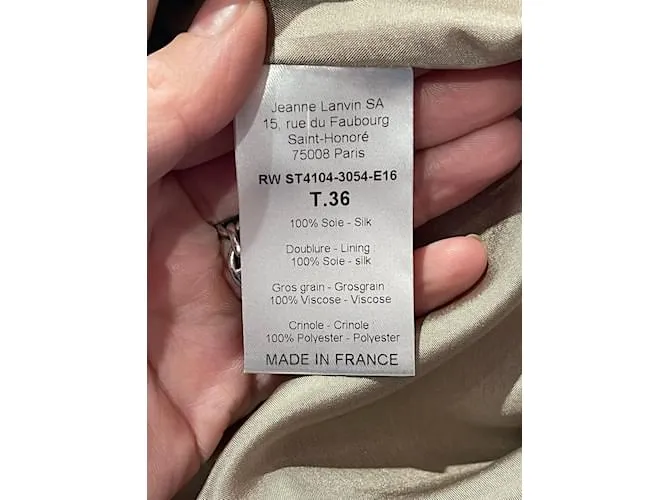 Jeanne Lanvin SA
15, rue du Faubourg
Saint-Honoré
75008 Paris
RW ST4104-3054-E16
T.36
100% Soie - Silk
Doublure - Lining :
100% Soie - silk
Gros grain - Grosgrain
100% Viscose - Viscose
Crinole - Crinole :
100% Polyester - Polyester
MADE IN FRANCE